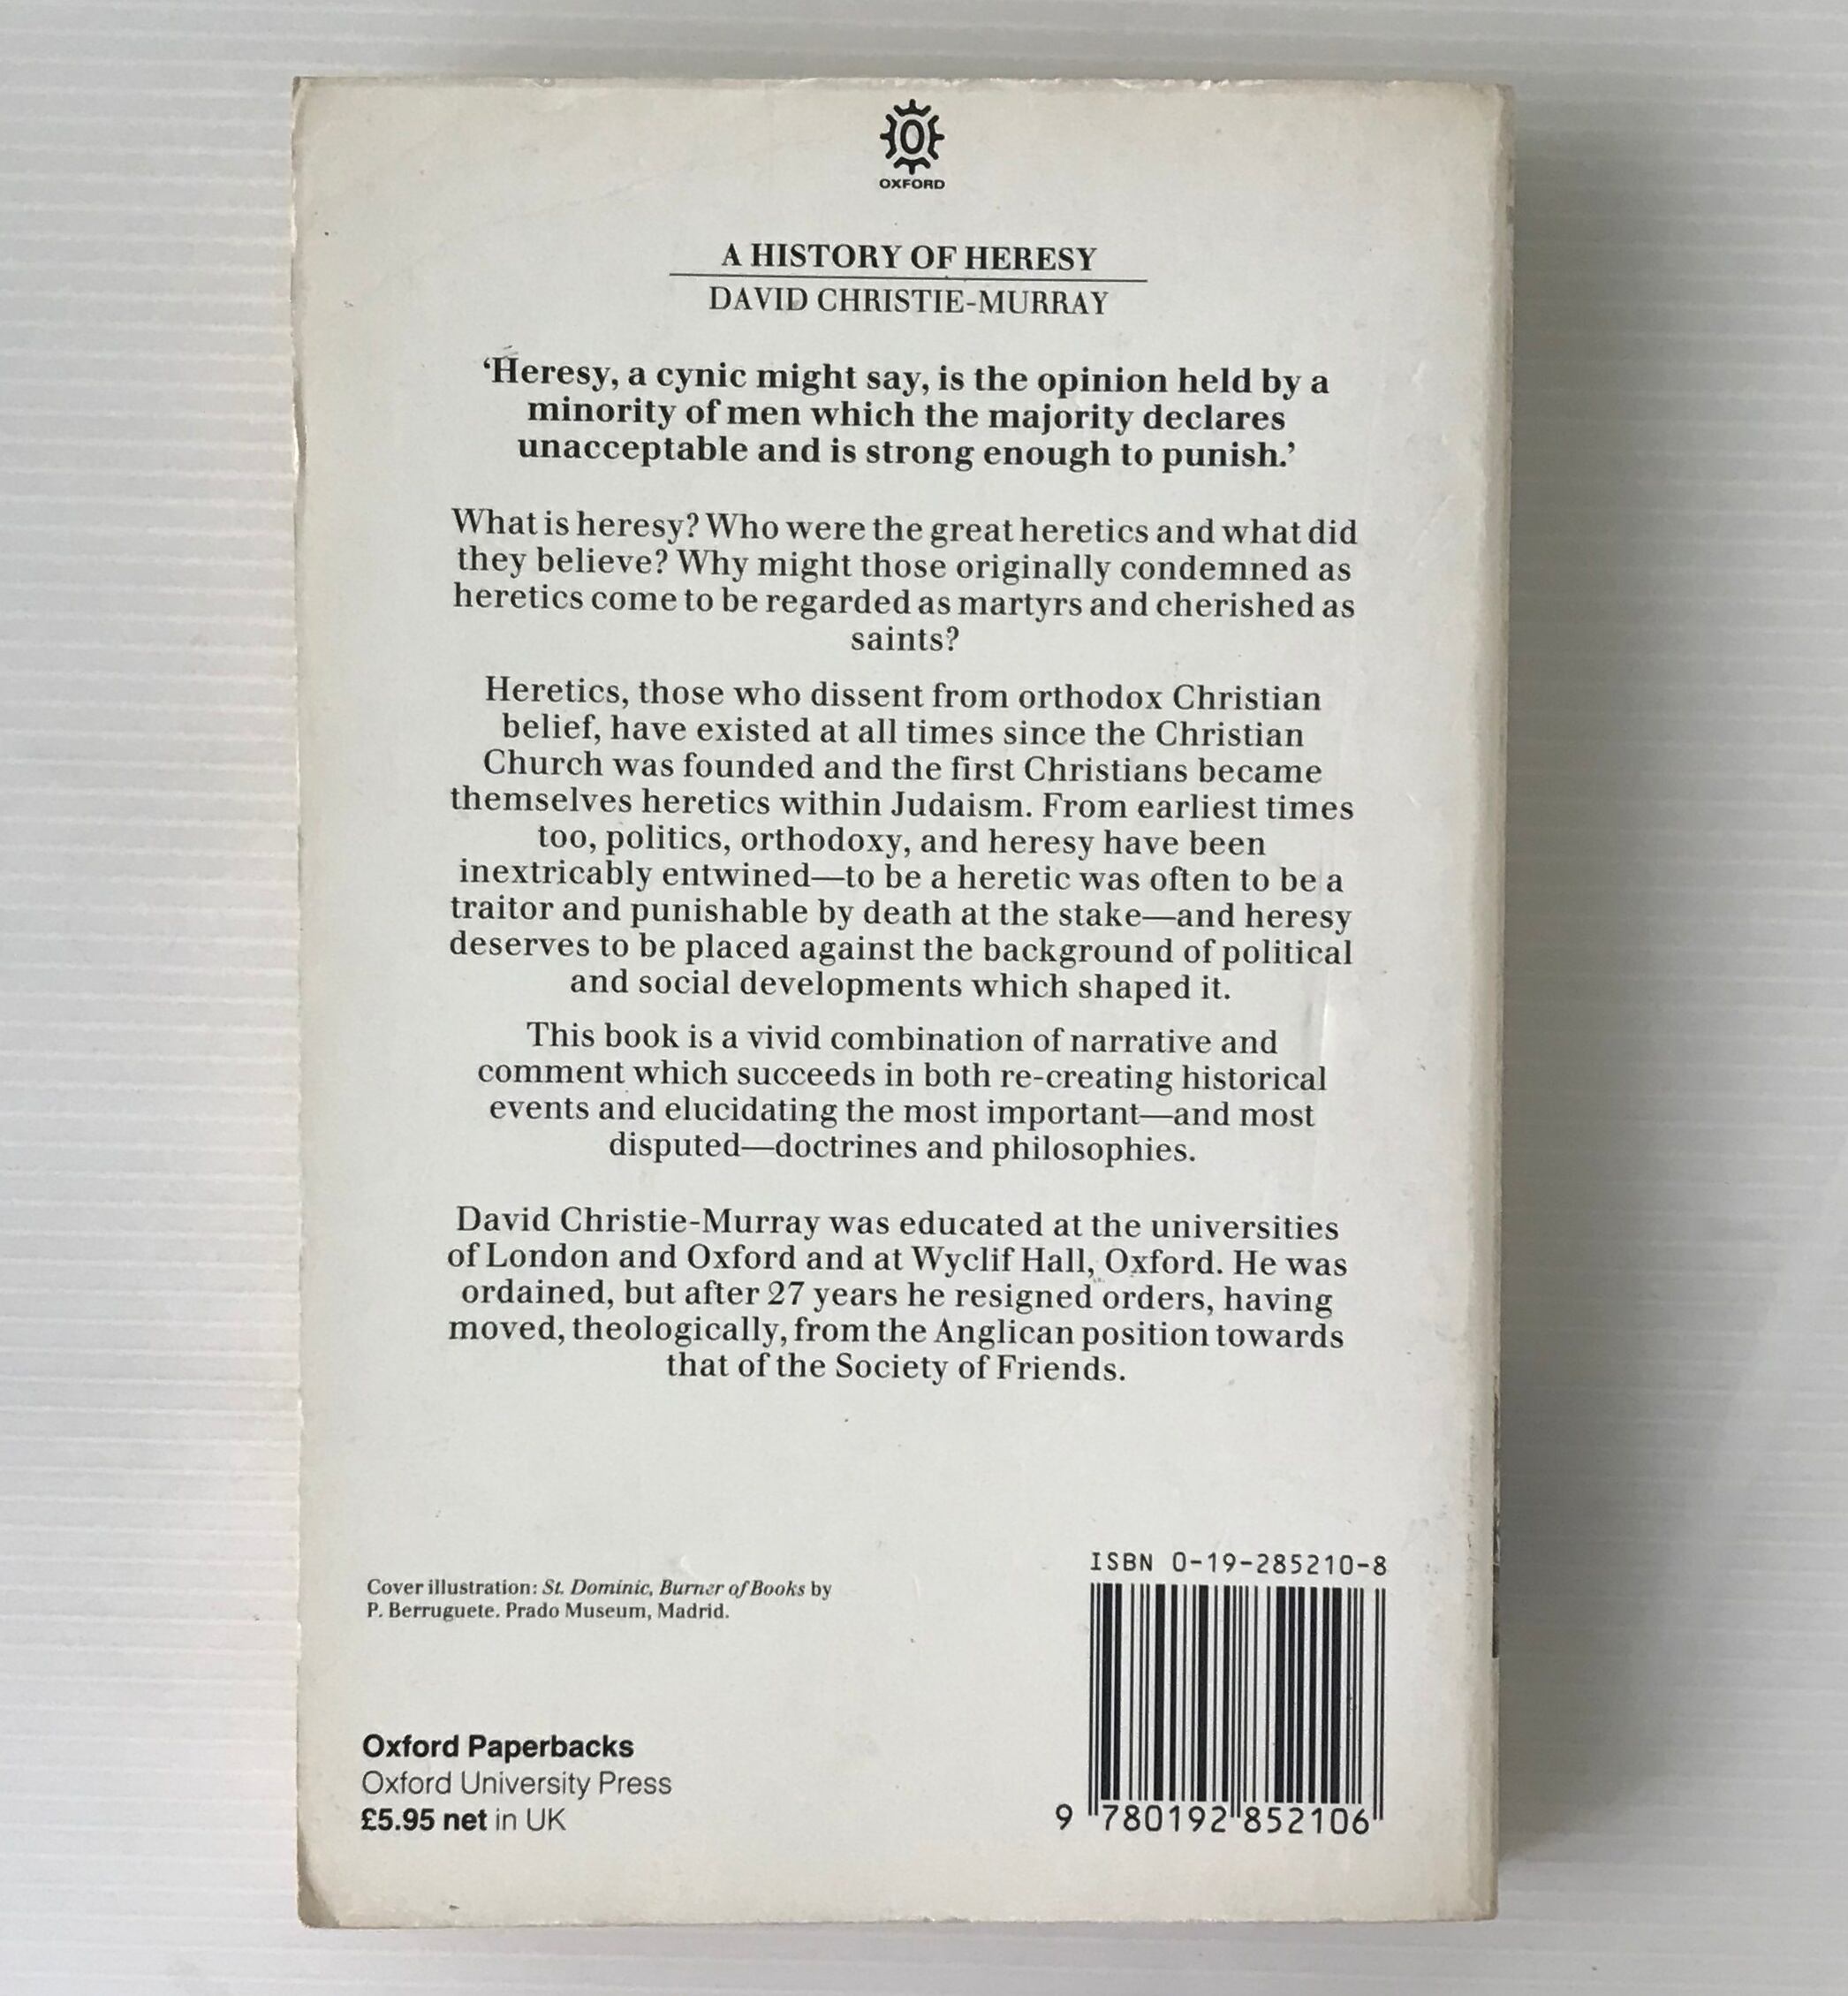 OXFORD
A HISTORY OF HERESY
DAVID CHRISTIE-MURRAY
‘Heresy, a cynic might say, is the opinion held by a
minority of men which the majority declares
unacceptable and is strong enough to punish.’
What is heresy? Who were the great heretics and what did
they believe? Why might those originally condemned as
heretics come to be regarded as martyrs and cherished as
saints?
Heretics, those who dissent from orthodox Christian
belief, have existed at all times since the Christian
Church was founded and the first Christians became
themselves heretics within Judaism. From earliest times
too, politics, orthodoxy, and heresy have been
inextricably entwined—to be a heretic was often to be a
traitor and punishable by death at the stake—and heresy
deserves to be placed against the background of political
and social developments which shaped it.
This book is a vivid combination of narrative and
comment which succeeds in both re-creating historical
events and elucidating the most important—and most
disputed—doctrines and philosophies.
David Christie-Murray was educated at the universities
of London and Oxford and at Wyclif Hall, Oxford. He was
ordained, but after 27 years he resigned orders, having
moved, theologically, from the Anglican position towards
that of the Society of Friends.
Cover illustration: St. Dominic, Burner of Books by
P. Berruguete. Prado Museum, Madrid.
Oxford Paperbacks
Oxford University Press
£5.95 net in UK
ISBN 0-19-285210-8
9 780192 852106